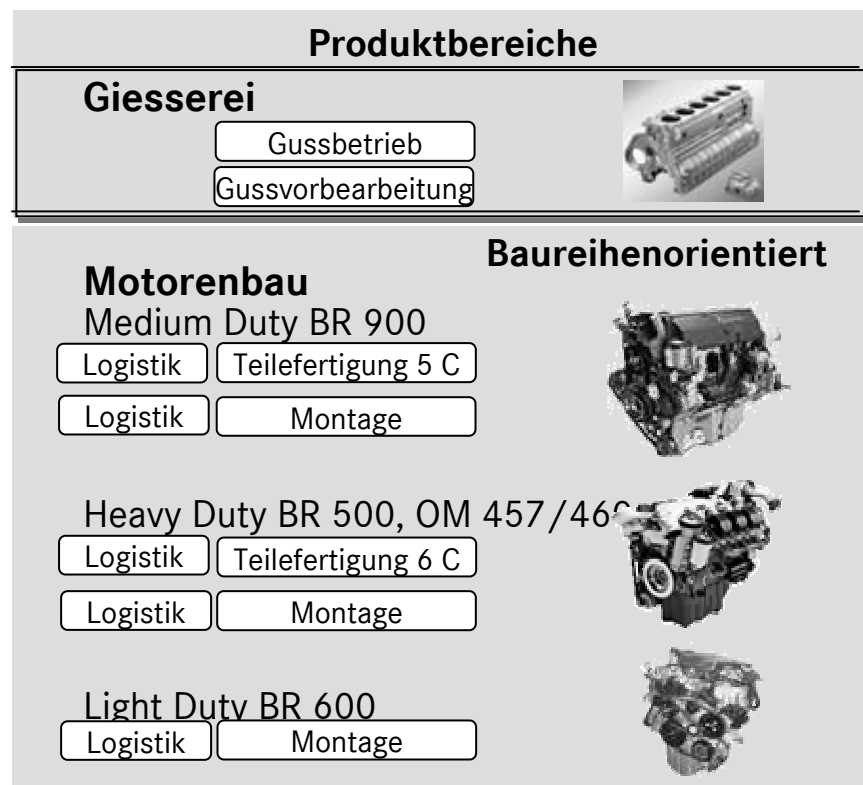 Produktbereiche
Giesserei
Gussbetrieb
Gussvorbearbeitung
Baureihenorientiert
Motorenbau
Medium Duty BR 900
Logistik Teilefertigung 5 C
Logistik Montage
Heavy Duty BR 500, OM 457/460
Logistik Teilefertigung 6 C
Logistik Montage
Light Duty BR 600
Logistik Montage